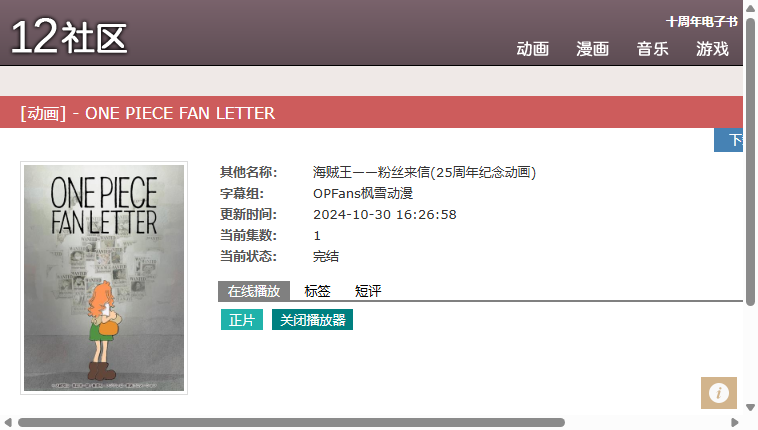 12社区
十周年电子书
动画 漫画 音乐 游戏
[动画] - ONE PIECE FAN LETTER
下
ONE PIECE
FAN LETTER
其他名称: 海贼王——粉丝来信(25周年纪念动画)
字幕组: OPFans枫雪动漫
更新时间: 2024-10-30 16:26:58
当前集数: 1
当前状态: 完结
在线播放 标签 短评
正片 关闭播放器
i